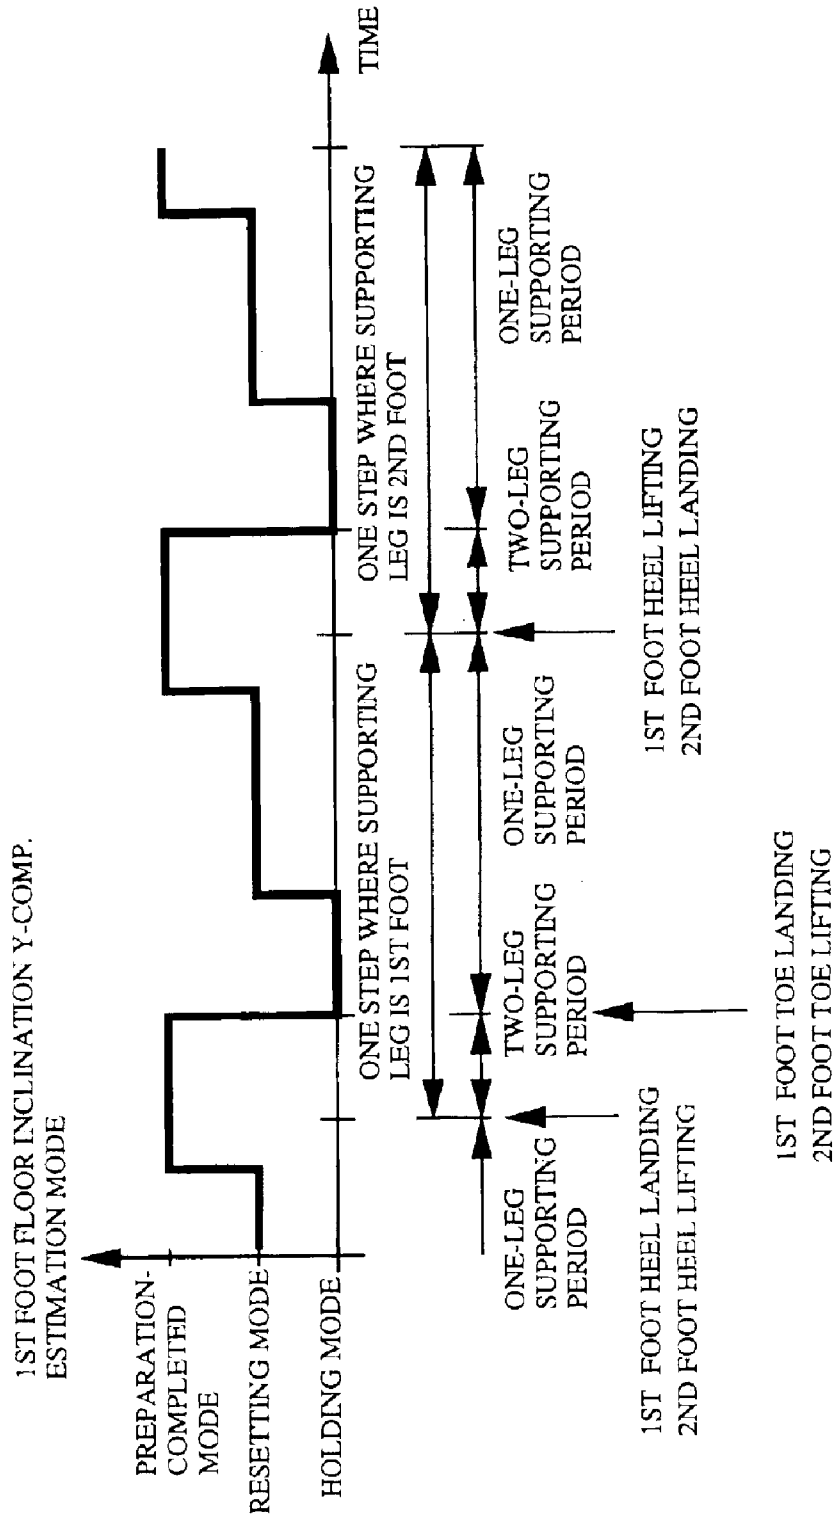 1ST FOOT FLOOR INCLINATION Y-COMP.
ESTIMATION MODE
PREPARATION-
COMPLETED
MODE
RESETTING MODE
HOLDING MODE
TIME
ONE STEP WHERE SUPPORTING
LEG IS 1ST FOOT
ONE STEP WHERE SUPPORTING
LEG IS 2ND FOOT
ONE-LEG
SUPPORTING
PERIOD
TWO-LEG
SUPPORTING
PERIOD
ONE-LEG
SUPPORTING
PERIOD
TWO-LEG
SUPPORTING
PERIOD
ONE-LEG
SUPPORTING
PERIOD
1ST FOOT HEEL LANDING
2ND FOOT HEEL LIFTING
1ST FOOT TOE LANDING
2ND FOOT TOE LIFTING
1ST FOOT HEEL LIFTING
2ND FOOT HEEL LANDING